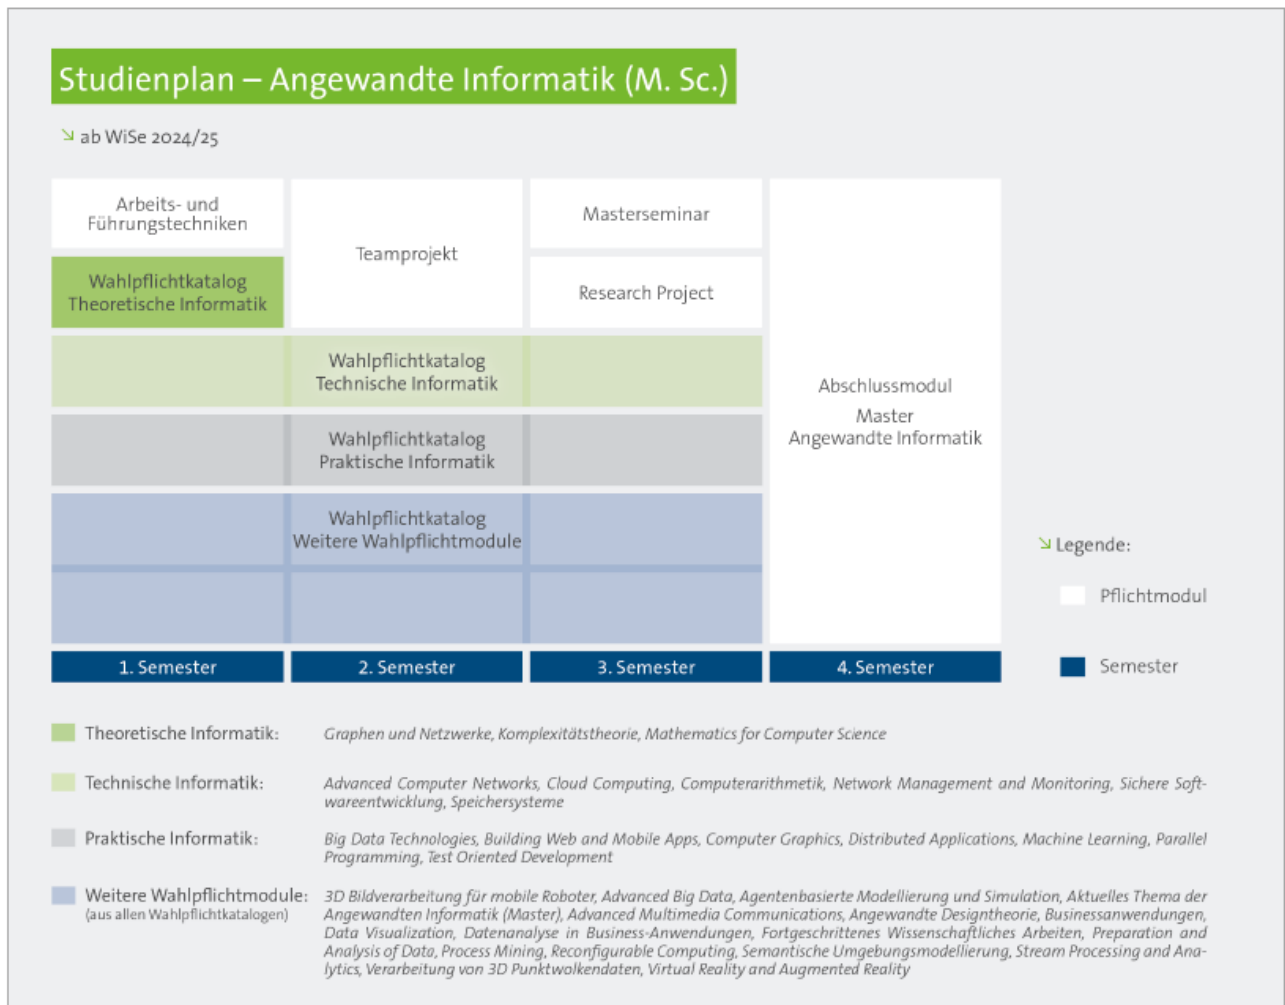 Studienplan – Angewandte Informatik (M. Sc.)
ab WiSe 2024/25
Arbeits- und
Führungstechniken
Wahlpflichtkatalog
Theoretische Informatik
Teamprojekt
Masterseminar
Research Project
Wahlpflichtkatalog
Technische Informatik
Wahlpflichtkatalog
Praktische Informatik
Wahlpflichtkatalog
Weitere Wahlpflichtmodule
Abschlussmodul
Master
Angewandte Informatik
1. Semester
2. Semester
3. Semester
4. Semester
Legende:
Pflichtmodul
Semester
Theoretische Informatik:
Graphen und Netzwerke, Komplexitätstheorie, Mathematics for Computer Science
Technische Informatik:
Advanced Computer Networks, Cloud Computing, Computerarithmetik, Network Management and Monitoring, Sichere Soft-
wareentwicklung, Speichersysteme
Praktische Informatik:
Big Data Technologies, Building Web and Mobile Apps, Computer Graphics, Distributed Applications, Machine Learning, Parallel
Programming, Test Oriented Development
Weitere Wahlpflichtmodule:
(aus allen Wahlpflichtkatalogen)
3D Bildverarbeitung für mobile Roboter, Advanced Big Data, Agentenbasierte Modellierung und Simulation, Aktuelles Thema der
Angewandten Informatik (Master), Advanced Multimedia Communications, Angewandte Designtheorie, Businessanwendungen,
Data Visualization, Datenanalyse in Business-Anwendungen, Fortgeschrittenes Wissenschaftliches Arbeiten, Preparation and
Analysis of Data, Process Mining, Reconfigurable Computing, Semantische Umgebungsmodellierung, Stream Processing and Ana-
lytics, Verarbeitung von 3D Punktwolkendaten, Virtual Reality and Augmented Reality